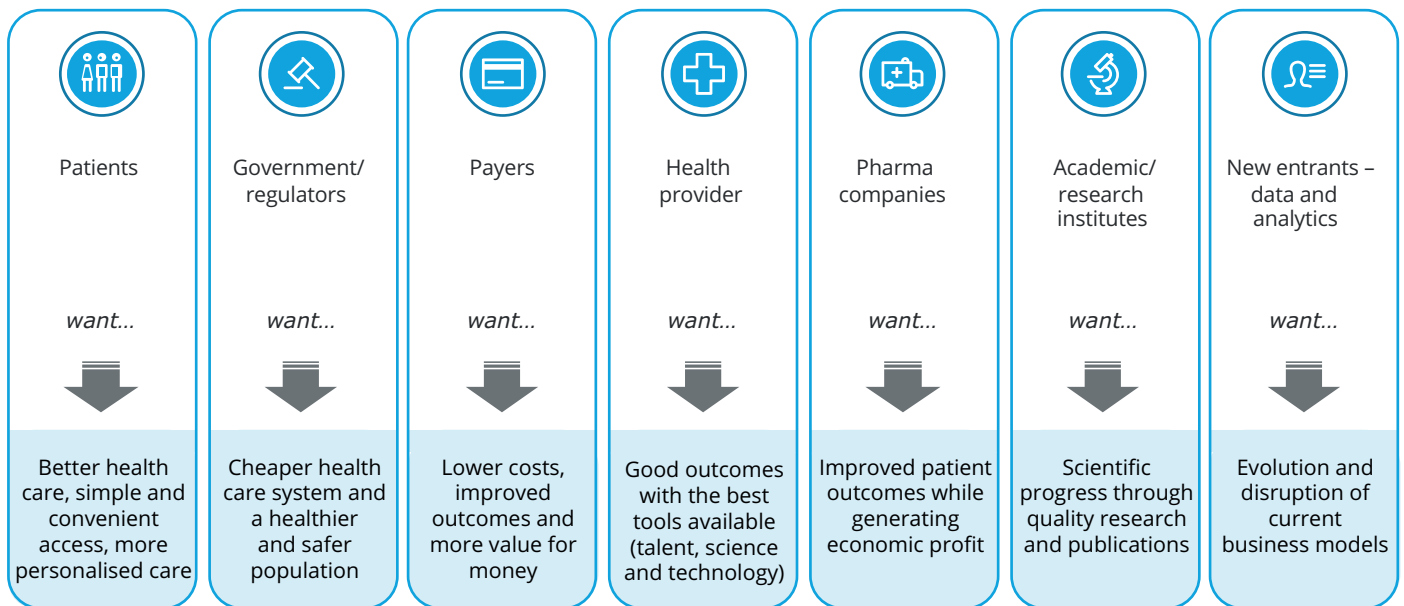 Patients
want...
Better health
care, simple and
convenient
access, more
personalised care
Government/
regulators
want...
Cheaper health
care system and
a healthier
and safer
population
Payers
want...
Lower costs,
improved
outcomes and
more value for
money
Health
provider
want...
Good outcomes
with the best
tools available
(talent, science
and technology)
Pharma
companies
want...
Improved patient
outcomes while
generating
economic profit
Academic/
research
institutes
want...
Scientific
progress through
quality research
and publications
New entrants –
data and
analytics
want...
Evolution and
disruption of
current
business models